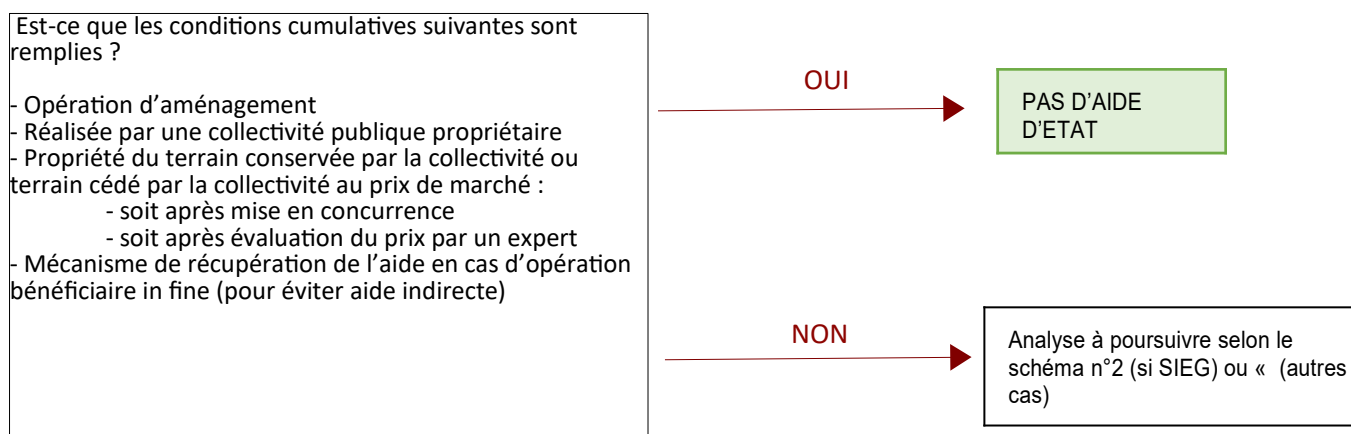 Est-ce que les conditions cumulatives suivantes sont
remplies ?
- Opération d’aménagement
- Réalisée par une collectivité publique propriétaire
- Propriété du terrain conservée par la collectivité ou
terrain cédé par la collectivité au prix de marché :
- soit après mise en concurrence
- soit après évaluation du prix par un expert
- Mécanisme de récupération de l’aide en cas d’opération
bénéficiaire in fine (pour éviter aide indirecte)
OUI
PAS D’AIDE
D’ETAT
NON
Analyse à poursuivre selon le
schéma n°2 (si SIEG) ou « (autres
cas)